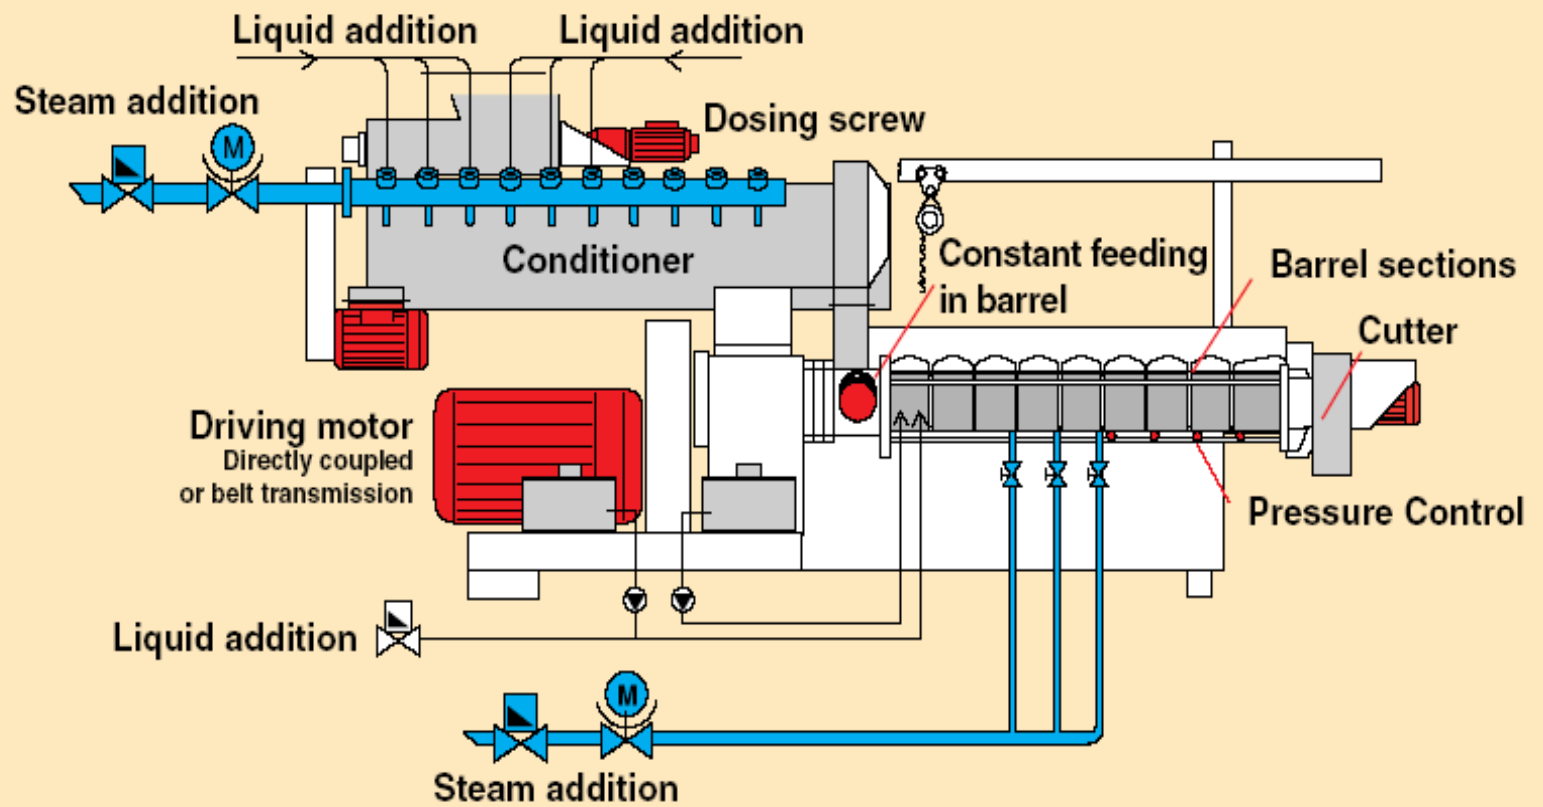 Liquid addition
Liquid addition
Steam addition
M
Dosing screw
Conditioner
Constant feeding
in barrel
Barrel sections
Cutter
Driving motor
Directly coupled
or belt transmission
Pressure Control
Liquid addition
M
Steam addition